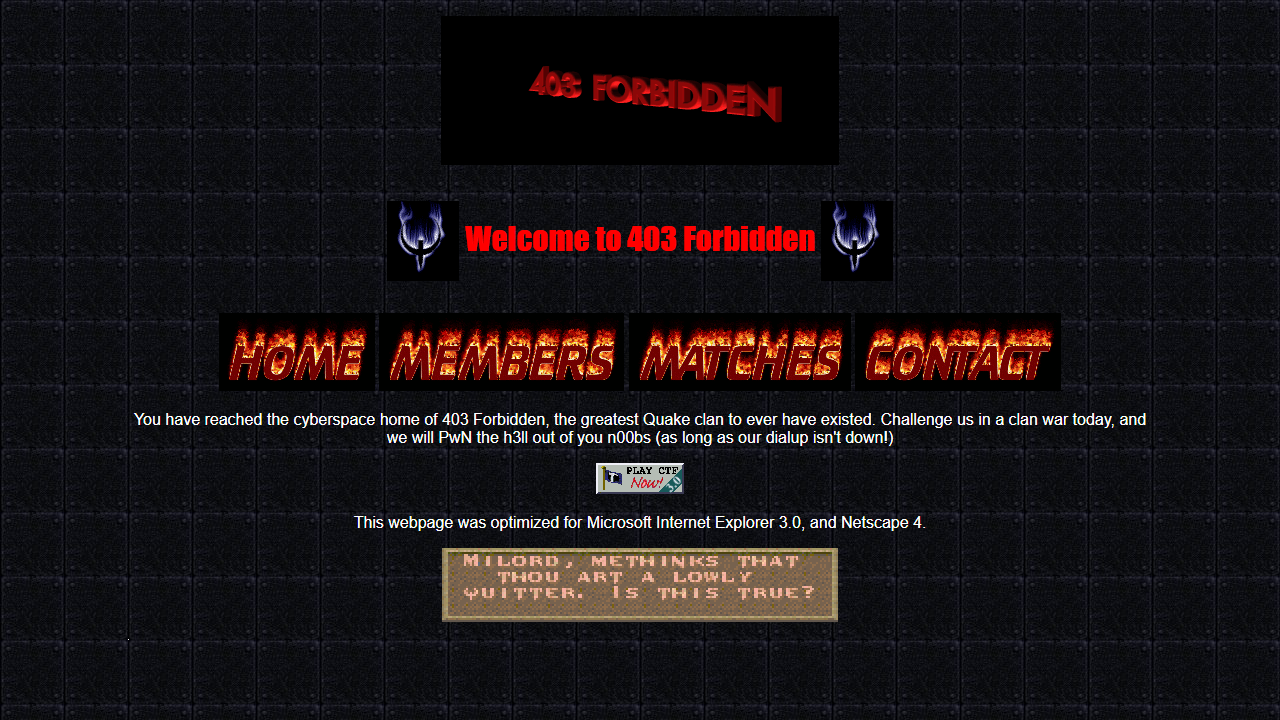 403 FORBIDDEN
Welcome to 403 Forbidden
HOME MEMBERS MATCHES CONTACT
You have reached the cyberspace home of 403 Forbidden, the greatest Quake clan to ever have existed. Challenge us in a clan war today, and
we will PwN the h3ll out of you n00bs (as long as our dialup isn't down!)
PLAY CTF
Now! 3.0
This webpage was optimized for Microsoft Internet Explorer 3.0, and Netscape 4.
Milord, methinks that
thou art a lowly
quitter. Is this true?